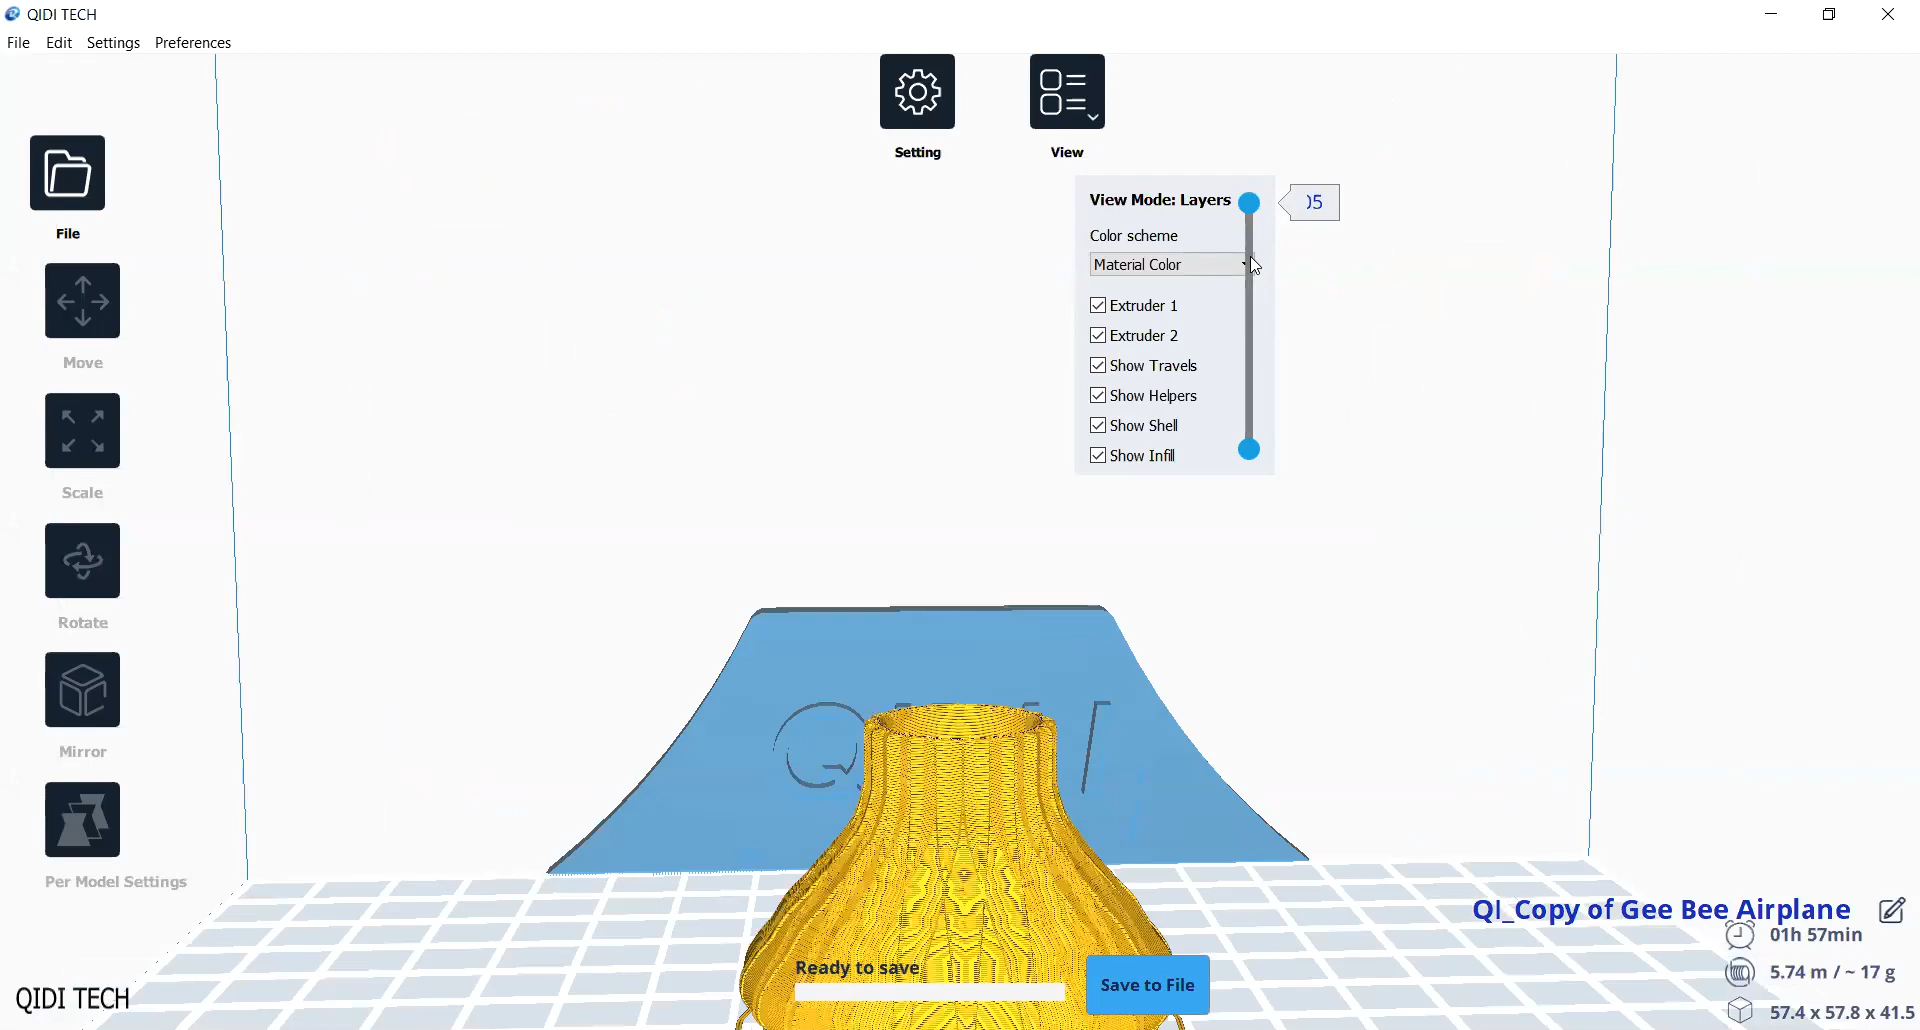 QIDI TECH
File Edit Settings Preferences
Setting
View
File
Move
Scale
Rotate
Mirror
Per Model Settings
View Mode: Layers
Color scheme
Material Color
Extruder 1
Extruder 2
Show Travels
Show Helpers
Show Shell
Show Infill
Ready to save
Save to File
QI_Copy of Gee Bee Airplane
01h 57min
5.74 m / ~ 17 g
57.4 x 57.8 x 41.5
QIDI TECH